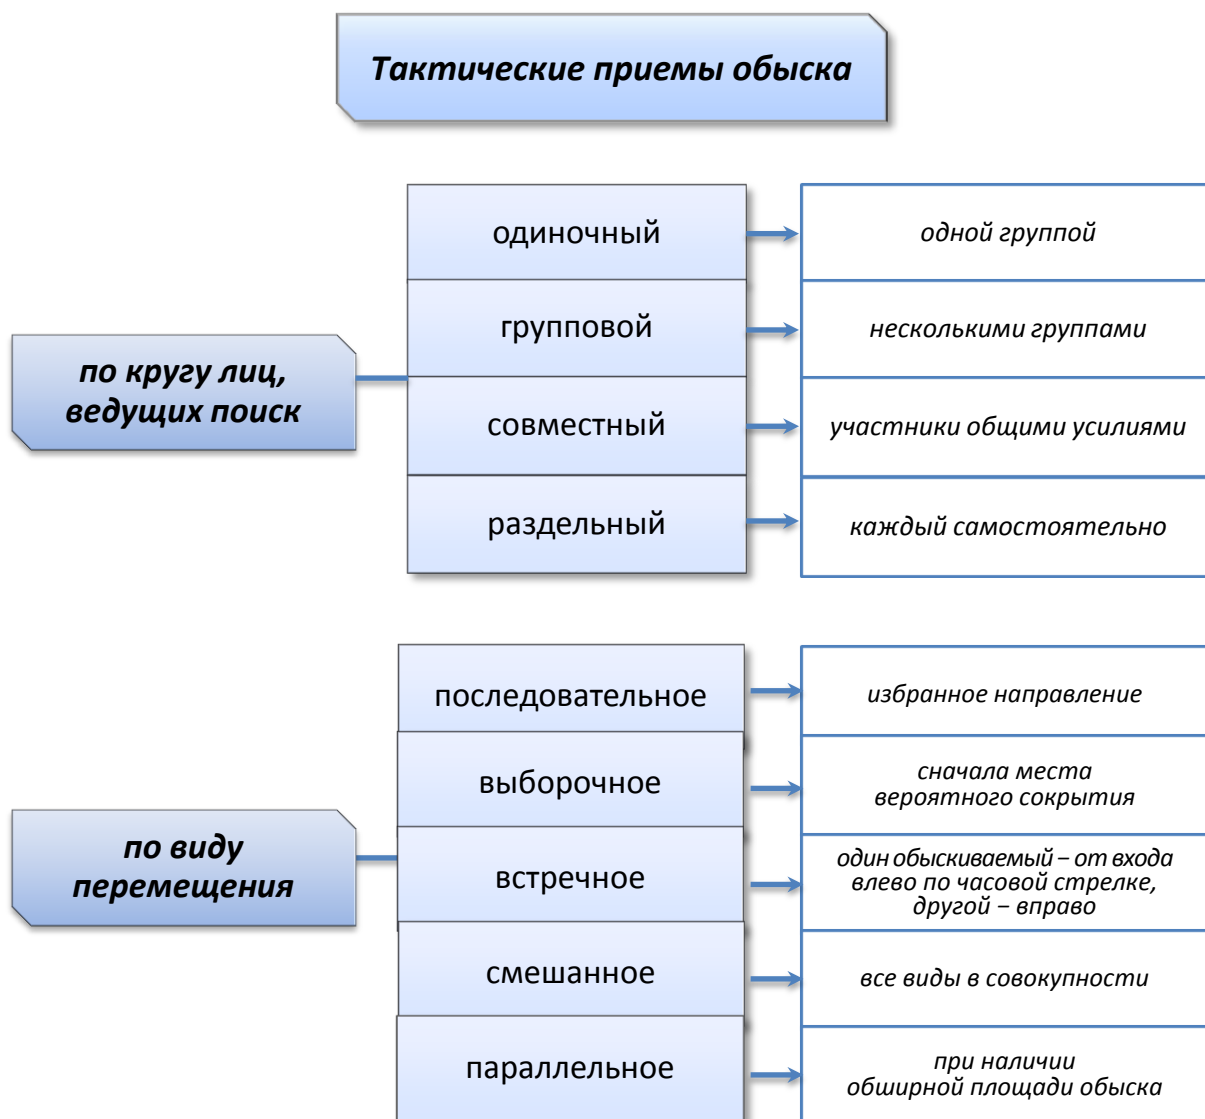 Тактические приемы обыска
по кругу лиц,
ведущих поиск
одиночный
одной группой
групповой
несколькими группами
совместный
участники общими усилиями
раздельный
каждый самостоятельно
по виду
перемещения
последовательное
избранное направление
выборочное
сначала места
вероятного сокрытия
встречное
один обыскиваемый – от входа
влево по часовой стрелке,
другой – вправо
смешанное
все виды в совокупности
параллельное
при наличии
обширной площади обыска